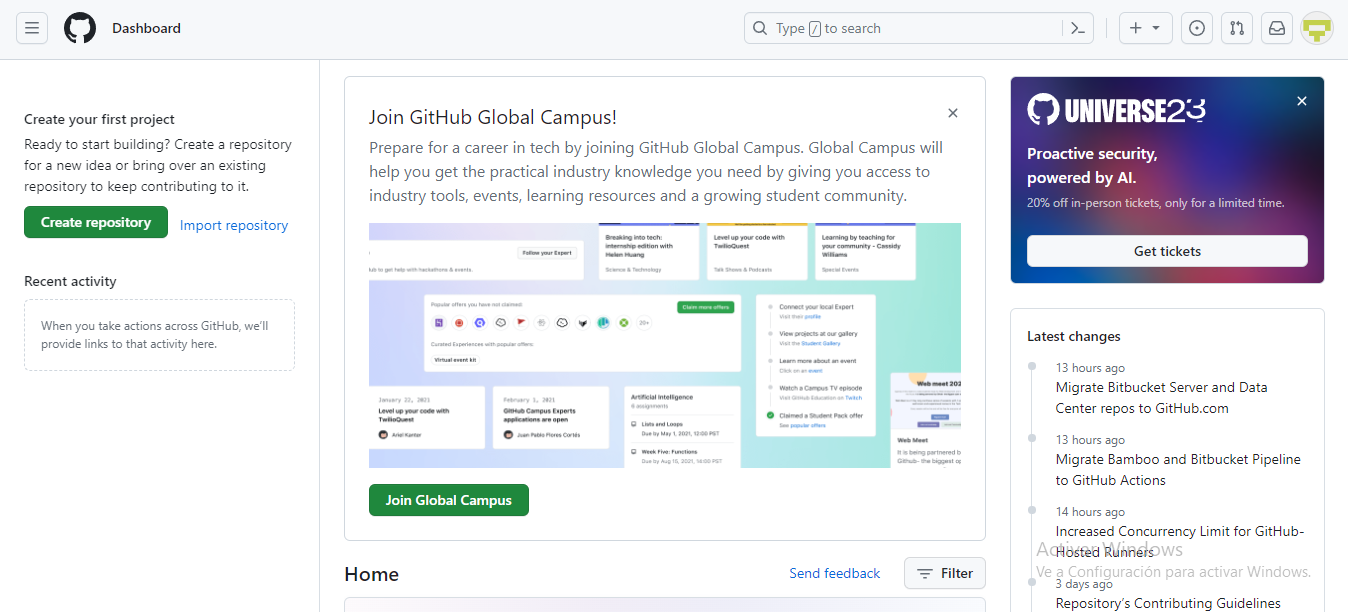 Dashboard
Type / to search
Create your first project
Ready to start building? Create a repository
for a new idea or bring over an existing
repository to keep contributing to it.
Create repository
Import repository
Recent activity
When you take actions across GitHub, we'll
provide links to that activity here.
Join GitHub Global Campus!
Prepare for a career in tech by joining GitHub Global Campus. Global Campus will
help you get the practical industry knowledge you need by giving you access to
industry tools, events, learning resources and a growing student community.
Follow your Expert
Hub to get help with hackathons & events.
Breaking into tech:
internship edition with
Helen Huang
Science & Technology
Level up your code with
TwilioQuest
Talk Shows & Podcasts
Learning by teaching for
your community - Cassidy
Williams
Special Events
Popular offers you have not claimed:
Claim more offers
20+
Curated Experiences with popular offers:
Virtual event kit
Connect your local Expert
Visit their profile
View projects at our gallery
Visit the Student Gallery
Learn more about an event
Click on an event
Watch a Campus TV episode
Visit GitHub Education on Twitch
Claimed a Student Pack offer
See popular offers
January 22, 2021
Level up your code with
TwilioQuest
Ariel Kantor
February 1, 2021
GitHub Campus Experts
applications are open
Juan Pablo Flores Cortés
Artificial Intelligence
9 assignments
Lists and Loops
Due by May 1, 2021, 12:00 PST
Week Five: Functions
Due by Aug 15, 2021, 14:00 PST
Web meet 202
Web Meet
It is being partnered b
Github- the biggest op
Join Global Campus
Home
Send feedback
Filter
UNIVERSE23
Proactive security,
powered by AI.
20% off in-person tickets, only for a limited time.
Get tickets
Latest changes
13 hours ago
Migrate Bitbucket Server and Data
Center repos to GitHub.com
13 hours ago
Migrate Bamboo and Bitbucket Pipeline
to GitHub Actions
14 hours ago
Increased Concurrency Limit for GitHub-
Hosted Runners
Activar Windows
Ve a Configuración para activar Windows.
3 days ago
Repository's Contributing Guidelines